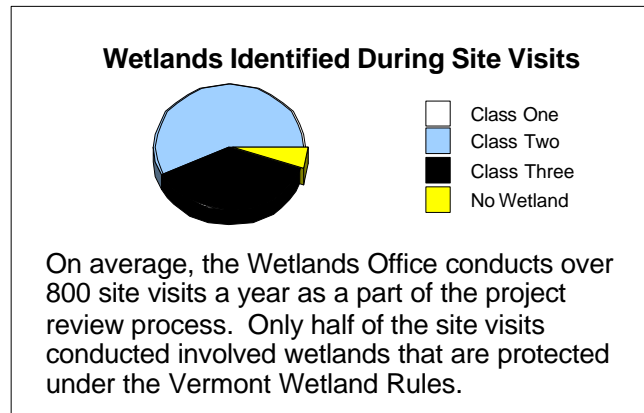 Wetlands Identified During Site Visits
Class One
Class Two
Class Three
No Wetland
On average, the Wetlands Office conducts over
800 site visits a year as a part of the project
review process.  Only half of the site visits
conducted involved wetlands that are protected
under the Vermont Wetland Rules.